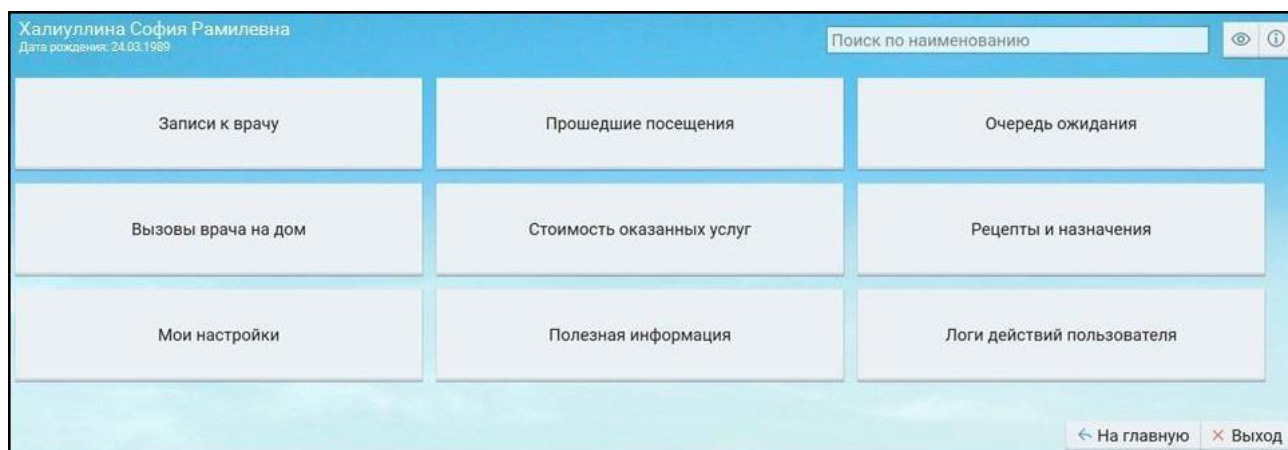 Халиуллина София Рамилевна
Дата рождения: 24.03.1989
Поиск по наименованию
Записи к врачу
Прошедшие посещения
Очередь ожидания
Вызовы врача на дом
Стоимость оказанных услуг
Рецепты и назначения
Мои настройки
Полезная информация
Логи действий пользователя
На главную
Выход